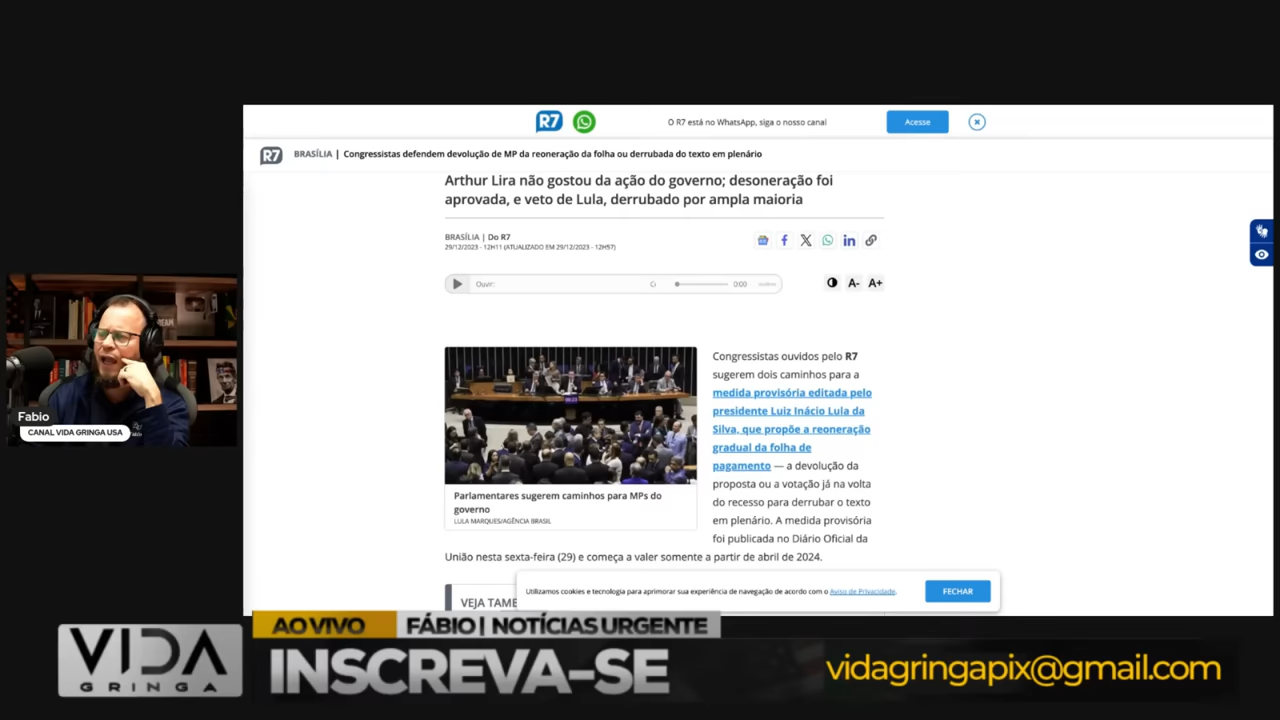 R7
O R7 está no WhatsApp, siga o nosso canal
Acesse
R7
BRASÍLIA | Congressistas defendem devolução de MP da reoneração da folha ou derrubada do texto em plenário
Arthur Lira não gostou da ação do governo; desoneração foi
aprovada, e veto de Lula, derrubado por ampla maioria
BRASÍLIA | Do R7
29/12/2023 - 12H11 (ATUALIZADO EM 29/12/2023 - 12H57)
Ouvir:
0:00
A-
A+
Congressistas ouvidos pelo R7
sugerem dois caminhos para a
medida provisória editada pelo
presidente Luiz Inácio Lula da
Silva, que propõe a reoneração
gradual da folha de
pagamento — a devolução da
proposta ou a votação já na volta
do recesso para derrubar o texto
em plenário. A medida provisória
foi publicada no Diário Oficial da
União nesta sexta-feira (29) e começa a valer somente a partir de abril de 2024.
Parlamentares sugerem caminhos para MPs do
governo
LULA MARQUES/AGÊNCIA BRASIL
VEJA TAMB
Utilizamos cookies e tecnologia para aprimorar sua experiência de navegação de acordo com o Aviso de Privacidade.
FECHAR
Fabio
CANAL VIDA GRINGA USA
AO VIVO
FÁBIO | NOTÍCIAS URGENTE
VIDA
GRINGA
INSCREVA-SE
vidagringapix@gmail.com